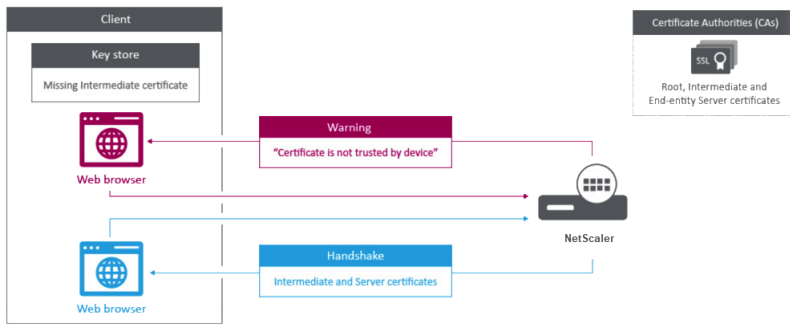 Client
Key store
Missing Intermediate certificate
Web browser
Warning
“Certificate is not trusted by device”
Web browser
Handshake
Intermediate and Server certificates
NetScaler
Certificate Authorities (CAs)
SSL
Root, Intermediate and
End-entity Server certificates